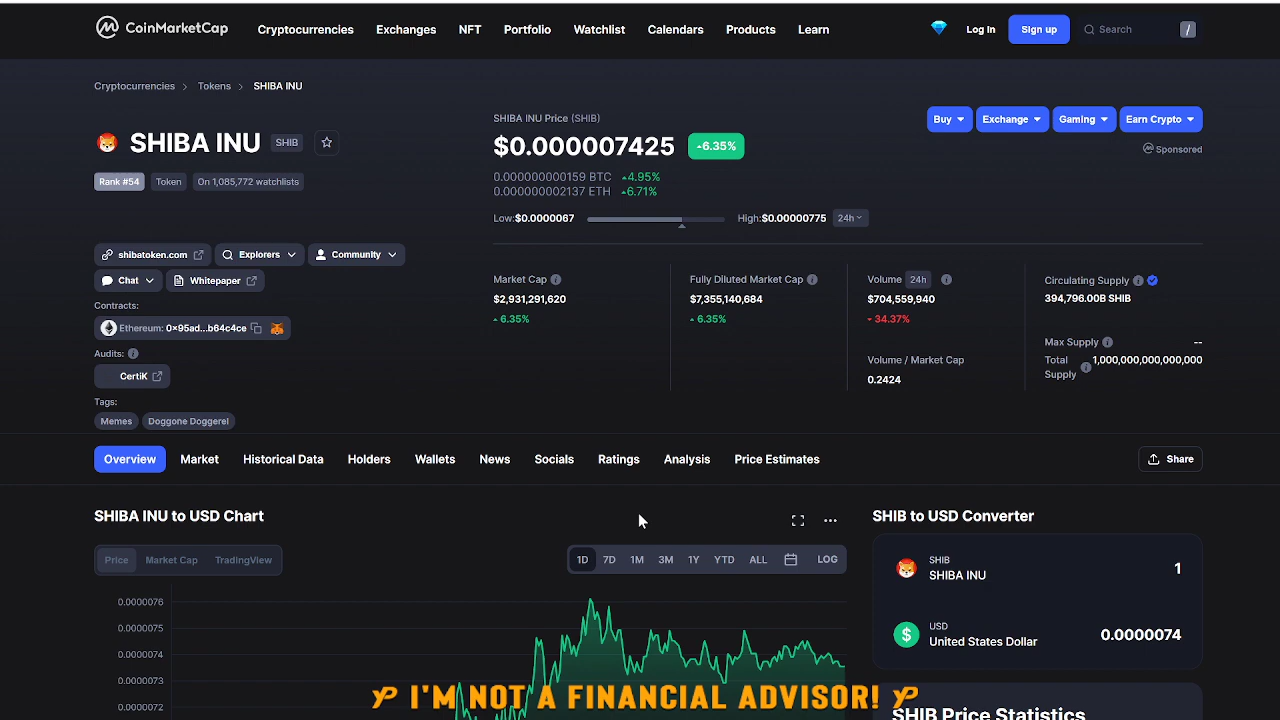 CoinMarketCap
Cryptocurrencies Exchanges NFT Portfolio Watchlist Calendars Products Learn
Log In Sign up Search /
Cryptocurrencies > Tokens > SHIBA INU
SHIBA INU SHIB
Rank #54 Token On 1,085,772 watchlists
SHIBA INU Price (SHIB)
$0.000007425 6.35%
0.000000000159 BTC 4.95%
0.000000002137 ETH 6.71%
Low:$0.0000067 High:$0.00000775 24h
Buy Exchange Gaming Earn Crypto
Sponsored
shibatoken.com Explorers Community
Chat Whitepaper
Contracts:
Ethereum: 0x95ad...b64c4ce
Audits:
CertiK
Tags:
Memes Doggone Doggerel
Market Cap
$2,931,291,620
6.35%
Fully Diluted Market Cap
$7,355,140,684
6.35%
Volume 24h
$704,559,940
34.37%
Volume / Market Cap
0.2424
Circulating Supply
394,796.00B SHIB
Max Supply --
Total Supply 1,000,000,000,000,000
Overview Market Historical Data Holders Wallets News Socials Ratings Analysis Price Estimates
Share
SHIBA INU to USD Chart
Price Market Cap TradingView
1D 7D 1M 3M 1Y YTD ALL LOG
0.0000076
0.0000075
0.0000074
0.0000073
0.0000072
SHIB to USD Converter
SHIB
SHIBA INU 1
USD
United States Dollar 0.0000074
SHIB Price Statistics
I'M NOT A FINANCIAL ADVISOR!